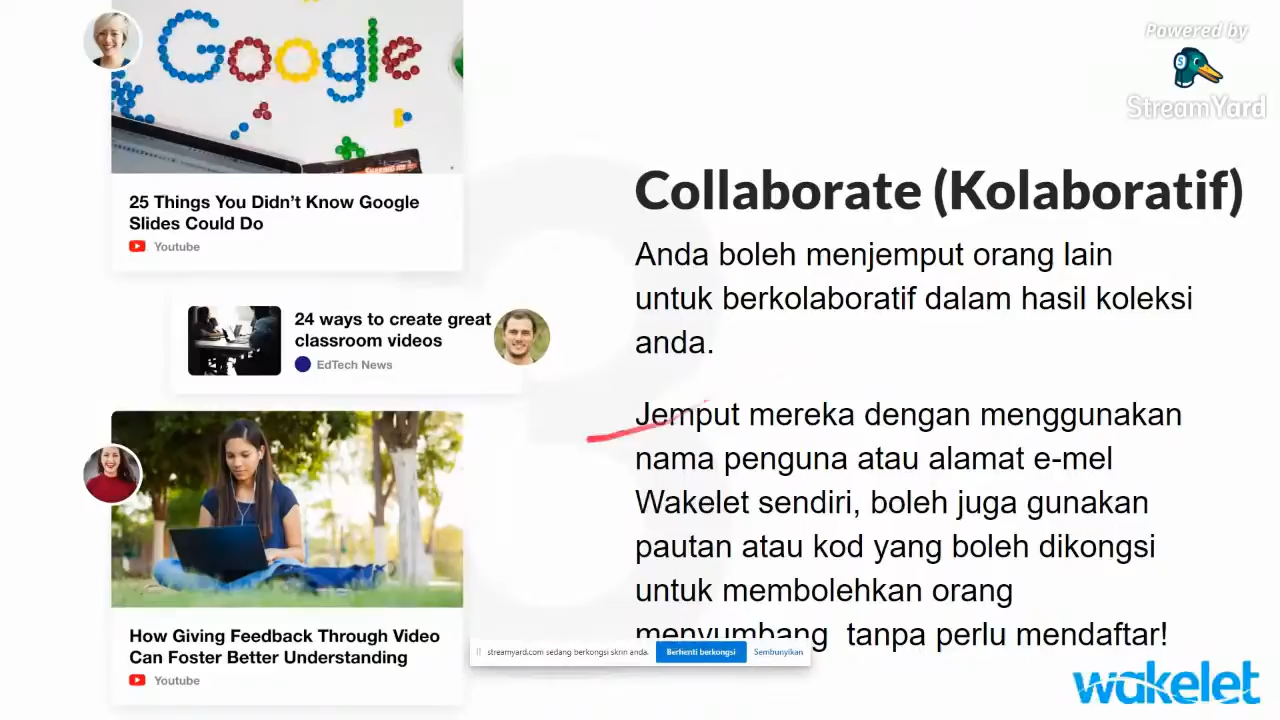 Google
25 Things You Didn't Know Google
Slides Could Do
Youtube
24 ways to create great
classroom videos
EdTech News
How Giving Feedback Through Video
Can Foster Better Understanding
Youtube
Powered by
StreamYard
Collaborate (Kolaboratif)
Anda boleh menjemput orang lain
untuk berkolaboratif dalam hasil koleksi
anda.
Jemput mereka dengan menggunakan
nama penguna atau alamat e-mel
Wakelet sendiri, boleh juga gunakan
pautan atau kod yang boleh dikongsi
untuk membolehkan orang
menyumbang tanpa perlu mendaftar!
streamyard.com sedang berkongsi skrin anda. Berhenti berkongsi Sembunyikan
wakelet